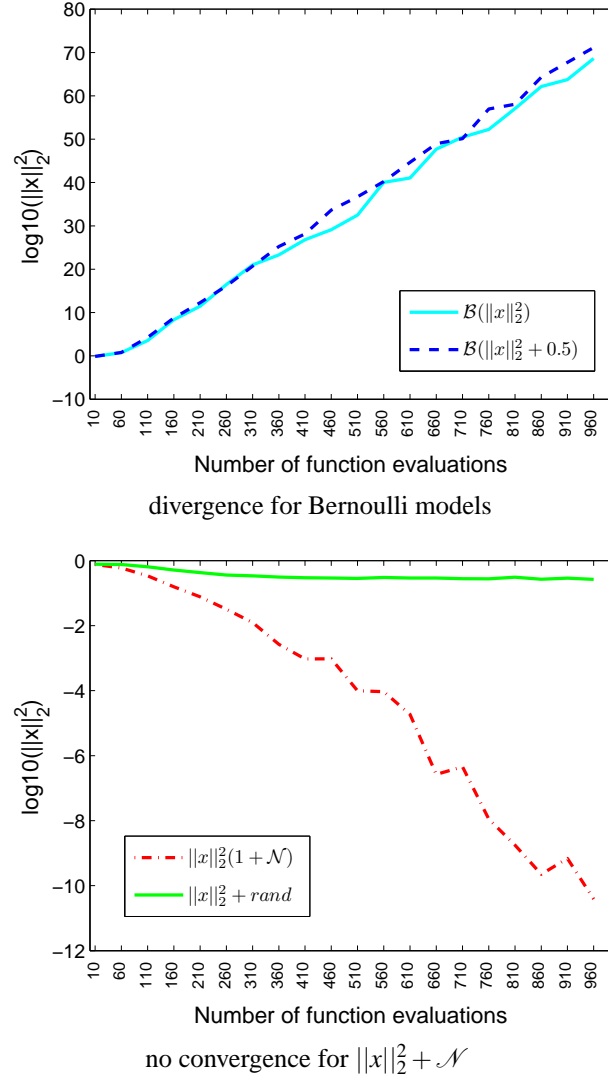 80
70
60
50
40
30
20
10
0
−10
log10(||x||₂²)
ℬ(||x||₂²)
ℬ(||x||₂² + 0.5)
10 60 110 160 210 260 310 360 410 460 510 560 610 660 710 760 810 860 910 960
Number of function evaluations
divergence for Bernoulli models
0
−2
−4
−6
−8
−10
−12
log10(||x||₂²)
||x||₂²(1 + 𝒩)
||x||₂² + rand
10 60 110 160 210 260 310 360 410 460 510 560 610 660 710 760 810 860 910 960
Number of function evaluations
no convergence for ||x||₂² + 𝒩